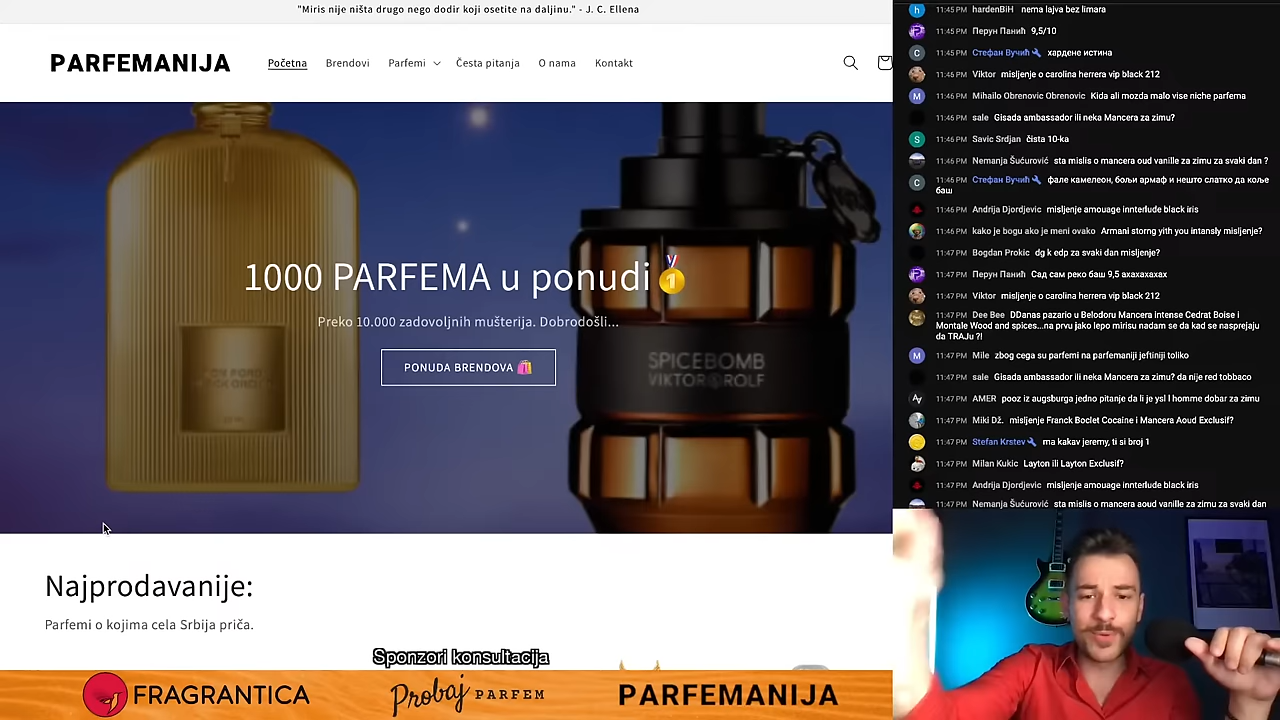 "Miris nije ništa drugo nego dodir koji osetite na daljinu." - J. C. Ellena
PARFEMANIJA
Početna
Brendovi
Parfemi
Česta pitanja
O nama
Kontakt
1000 PARFEMA u ponudi🥇
Preko 10.000 zadovoljnih mušterija. Dobrodošli...
PONUDA BRENDOVA 🛍️
SPICEBOMB
VIKTOR ROLF
Najprodavanije:
Parfemi o kojima cela Srbija priča.
Sponzori konsultacija
FRAGRANTICA
Probaj PARFEM
PARFEMANIJA
11:45 PM hardenBiH nema lajva bez limara
11:45 PM Перун Панић 9,5/10
11:45 PM Стефан Вучић хардене истина
11:46 PM Viktor misljenje o carolina herrera vip black 212
11:46 PM Mihailo Obrenovic Obrenovic Kida ali mozda malo vise niche parfema
11:46 PM sale Gisada ambassador ili neka Mancera za zimu?
11:46 PM Savic Srdjan čista 10-ka
11:46 PM Nemanja Šućurović sta mislis o mancera oud vanille za zimu za svaki dan ?
11:46 PM Стефан Вучић фале камелеон, бољи армаф и нешто слатко да коље
баш
11:46 PM Andrija Djordjevic misljenje amouage innterlude black iris
11:46 PM kako je bogu ako je meni ovako Armani storng yith you intansly misljenje?
11:46 PM Bogdan Prokic dg k edp za svaki dan misljenje?
11:47 PM Перун Панић Сад сам реко баш 9,5 ахахахахах
11:47 PM Viktor misljenje o carolina herrera vip black 212
11:47 PM Dee Bee DDanas pazario u Belodoru Mancera intense Cedrat Boise i
Montale Wood and spices...na prvu jako lepo mirisu nadam se da kad se nasprejaju
da TRAJu ?!
11:47 PM Mile zbog cega su parfemi na parfemaniji jeftiniji toliko
11:47 PM sale Gisada ambassador ili neka Mancera za zimu? da nije red tobbaco
11:47 PM AMER pooz iz augsburga jedno pitanje da li je ysl l homme dobar za zimu
11:47 PM Miki Dž. misljenje Franck Boclet Cocaine i Mancera Aoud Exclusif?
11:47 PM Stefan Krstev ma kakav jeremy, ti si broj 1
11:47 PM Milan Kukic Layton ili Layton Exclusif?
11:47 PM Andrija Djordjevic misljenje amouage innterlude black iris
11:47 PM Nemanja Šućurović sta mislis o mancera aoud vanille za zimu za svaki dan